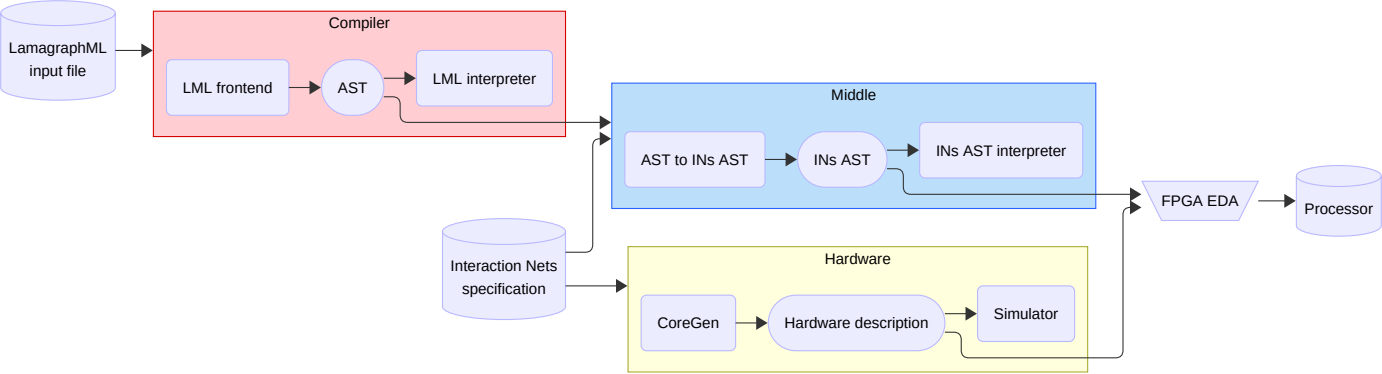 LamagraphML
input file
Compiler
LML frontend
AST
LML interpreter
Middle
AST to INs AST
INs AST
INs AST interpreter
Interaction Nets
specification
Hardware
CoreGen
Hardware description
Simulator
FPGA EDA
Processor